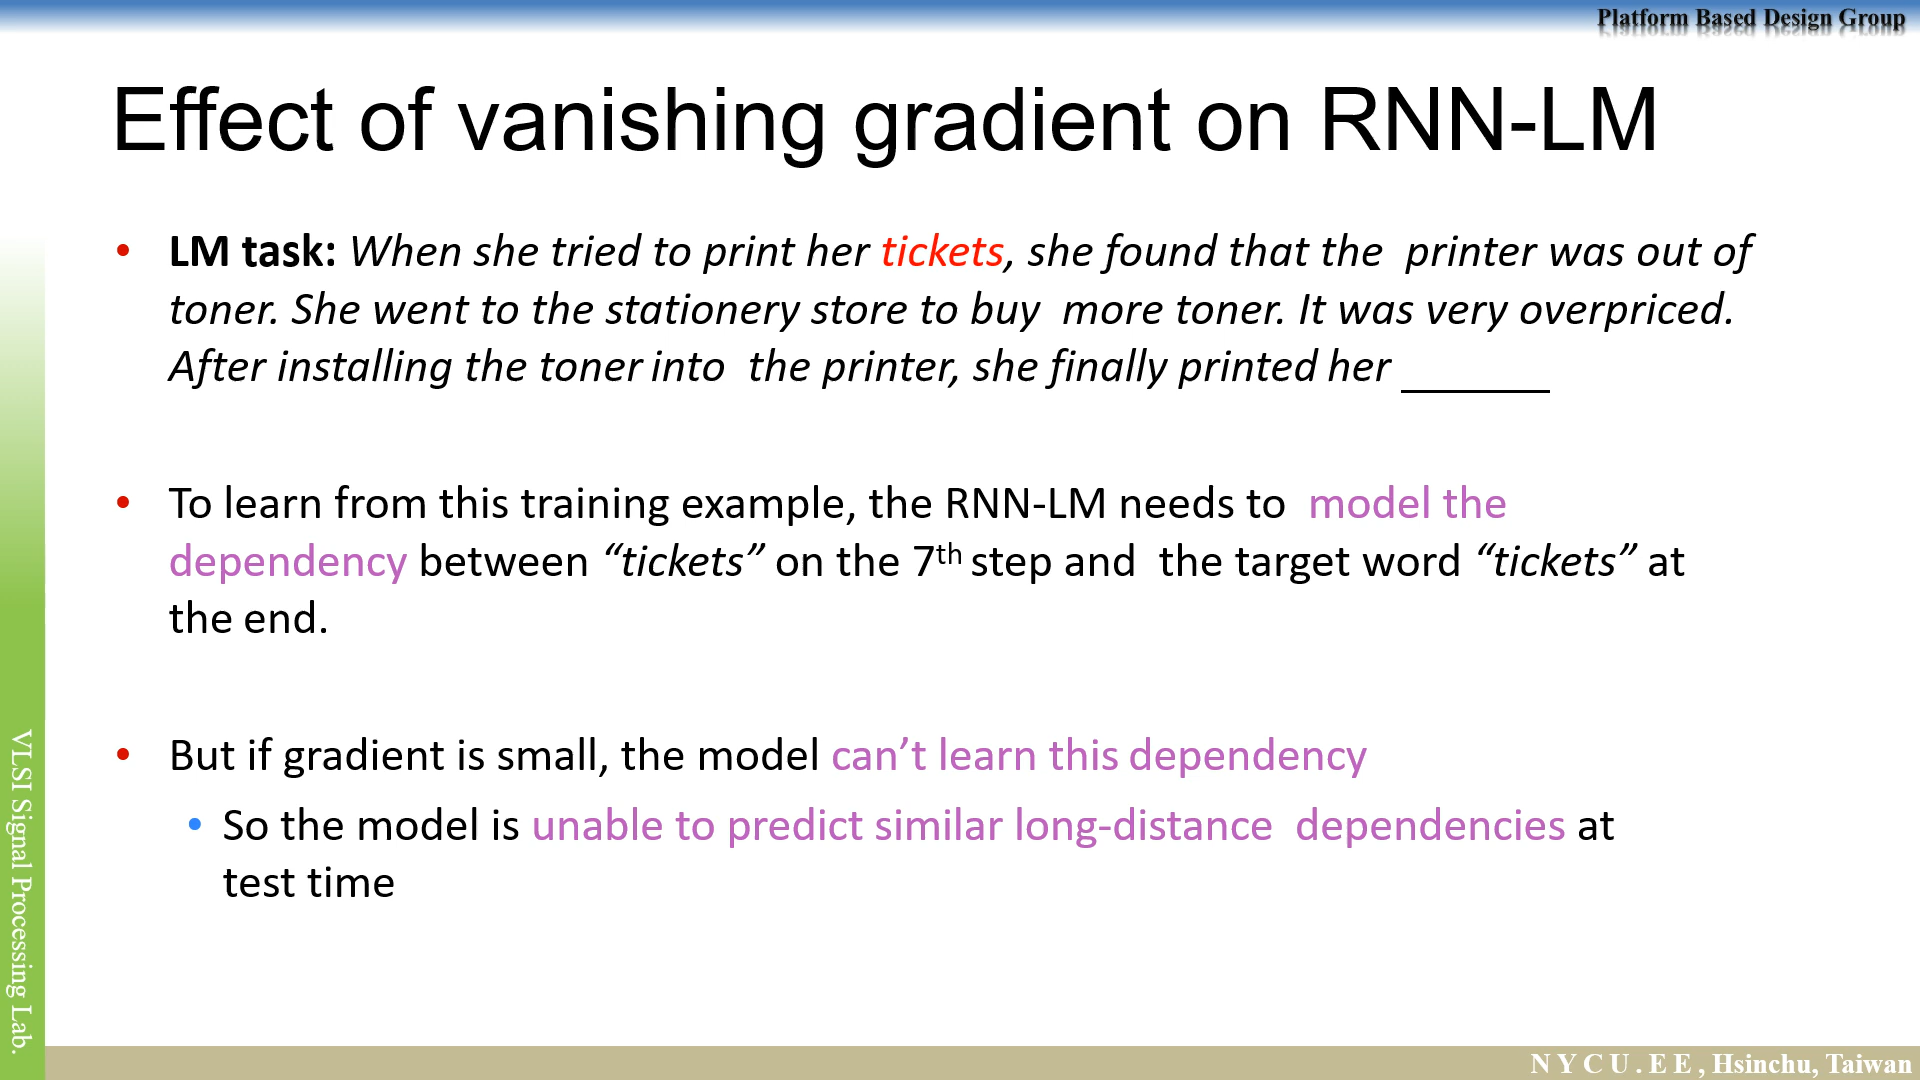 Platform Based Design Group
Effect of vanishing gradient on RNN-LM
• LM task: When she tried to print her tickets, she found that the printer was out of
toner. She went to the stationery store to buy more toner. It was very overpriced.
After installing the toner into the printer, she finally printed her ______
• To learn from this training example, the RNN-LM needs to model the
dependency between “tickets” on the 7th step and the target word “tickets” at
the end.
• But if gradient is small, the model can’t learn this dependency
• So the model is unable to predict similar long-distance dependencies at
test time
VLSI Signal Processing Lab.
N Y C U . E E , Hsinchu, Taiwan